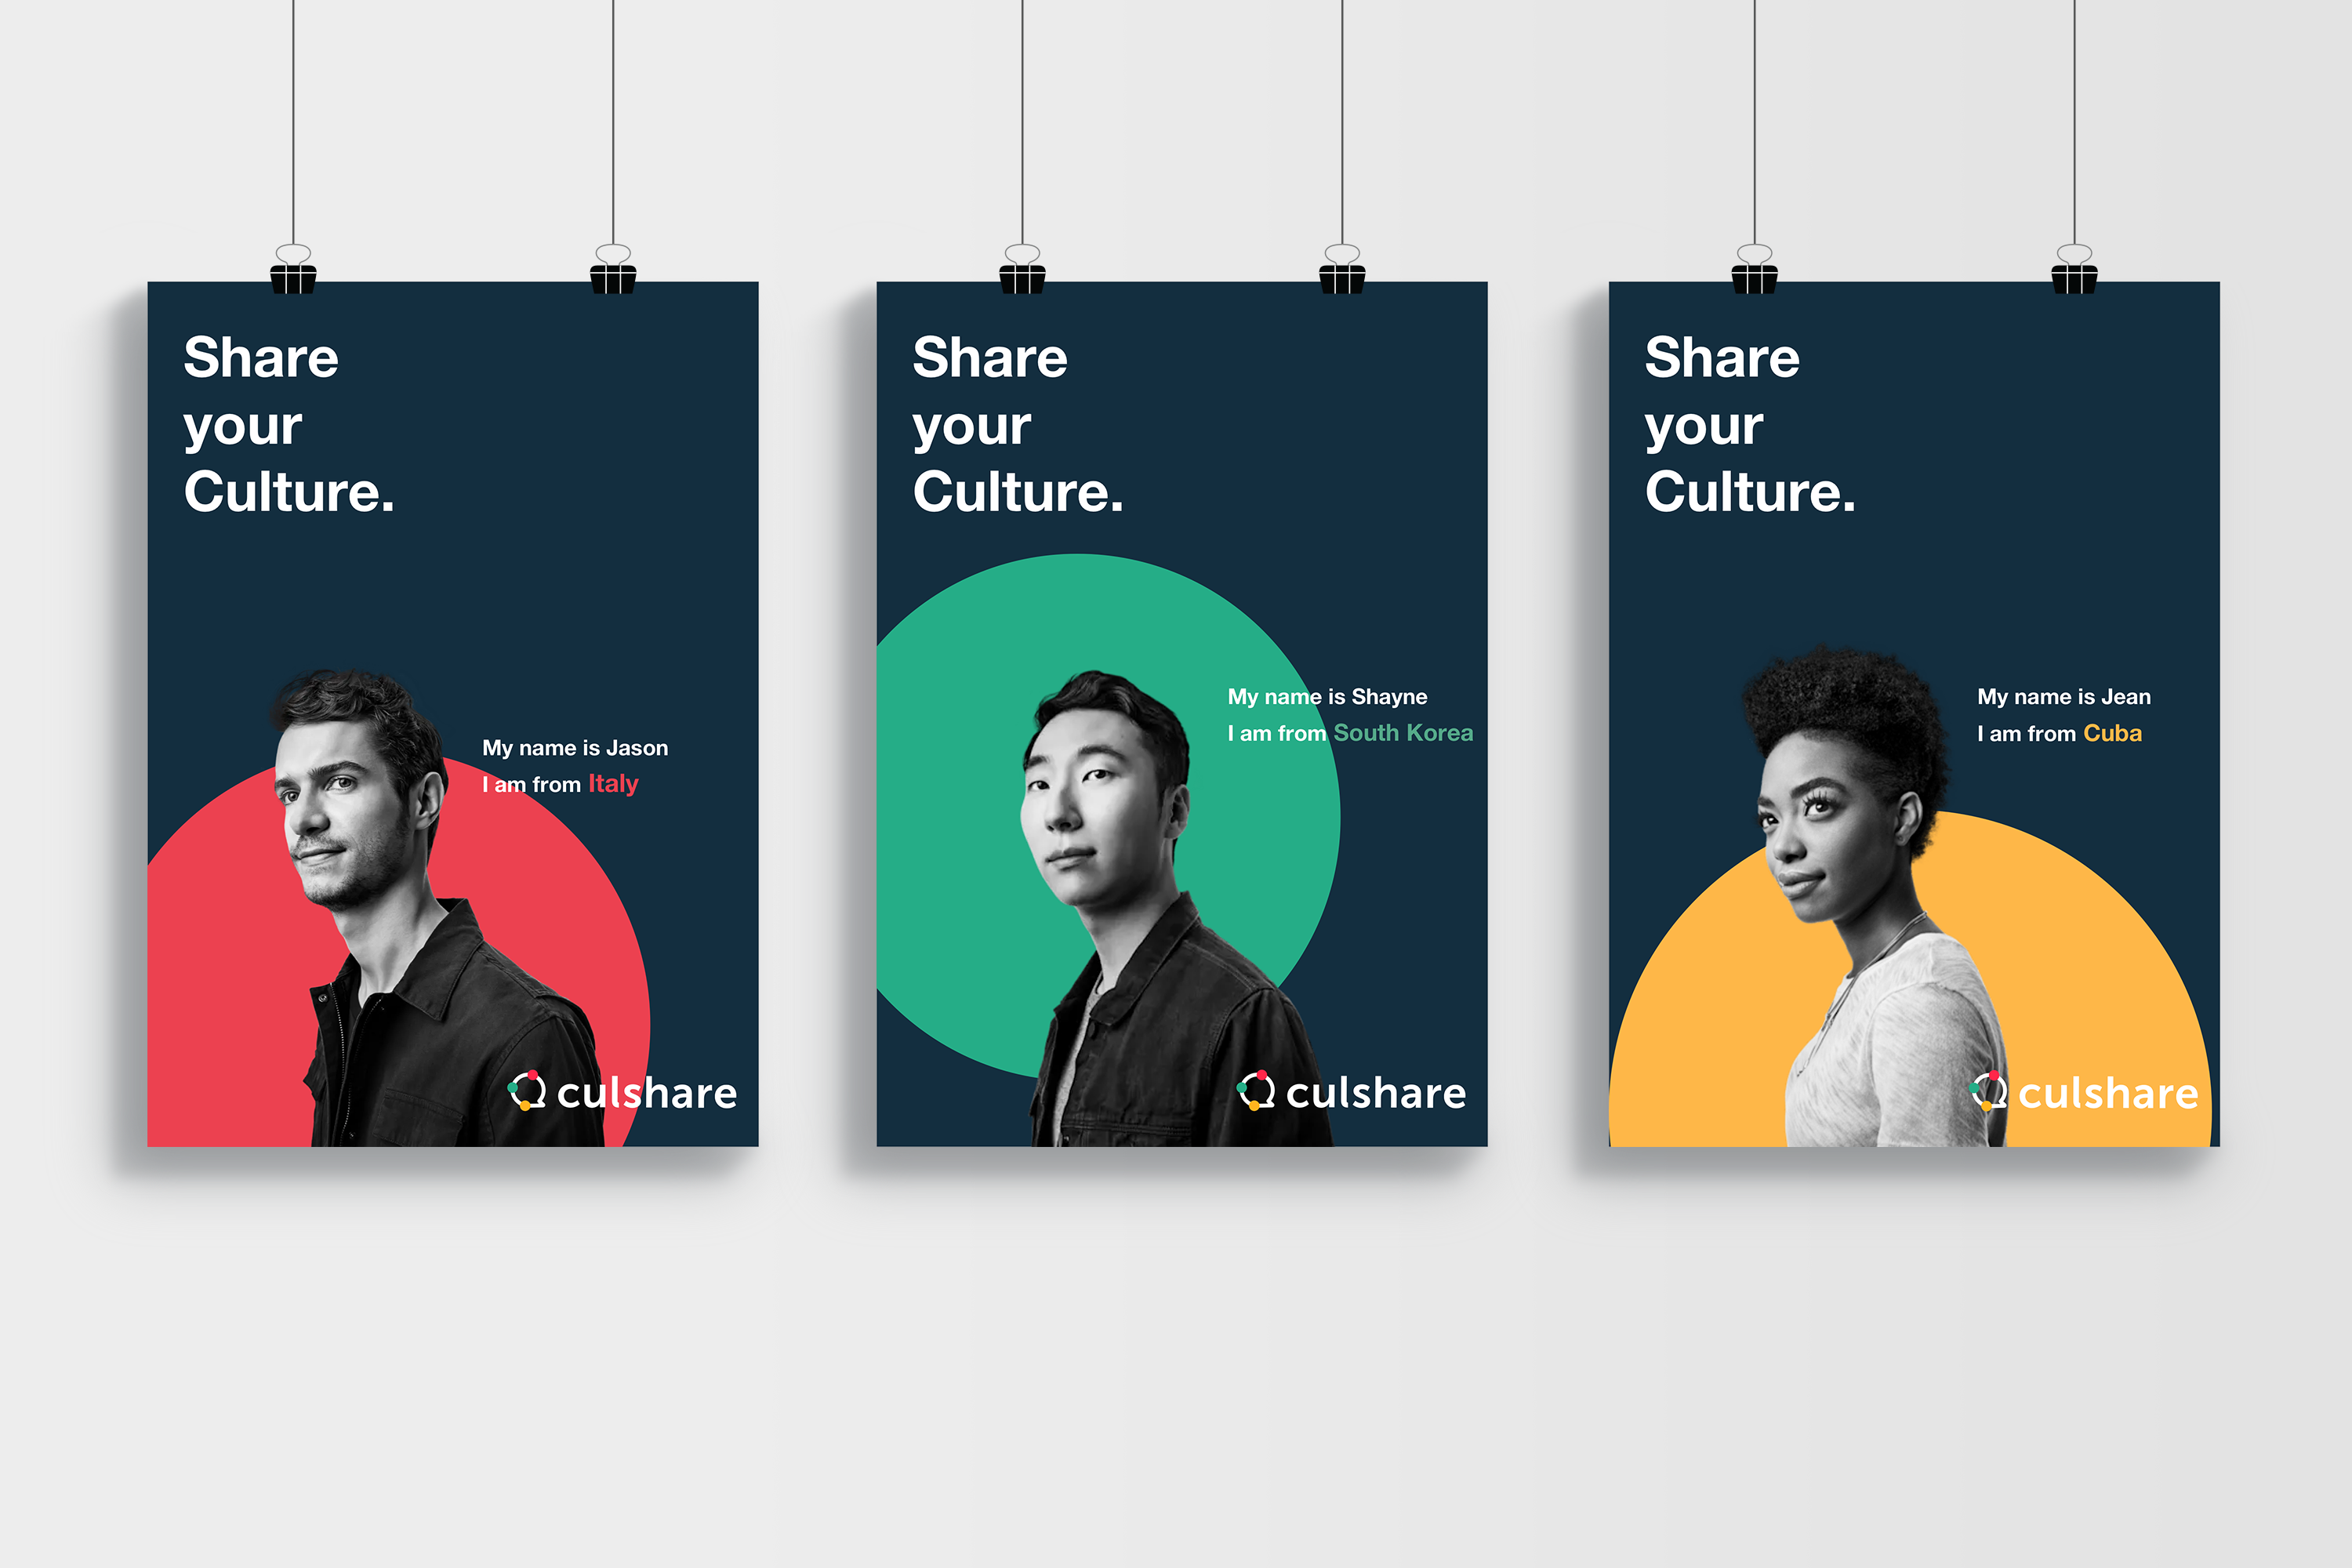 Share
your
Culture.
My name is Jason
I am from Italy
culshare
Share
your
Culture.
My name is Shayne
I am from South Korea
culshare
Share
your
Culture.
My name is Jean
I am from Cuba
culshare